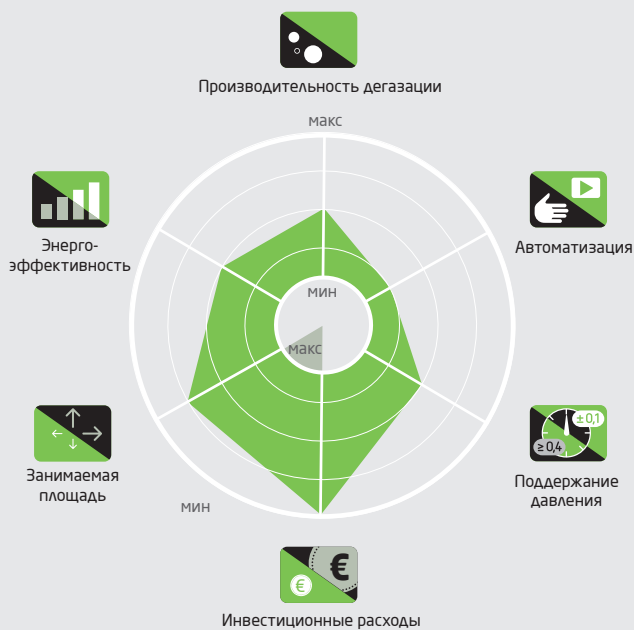 Производительность дегазации
макс
Энерго-
эффективность
Автоматизация
мин
макс
± 0,1
≥ 0,4
Занимаемая
площадь
Поддержание
давления
мин
€
€
Инвестиционные расходы